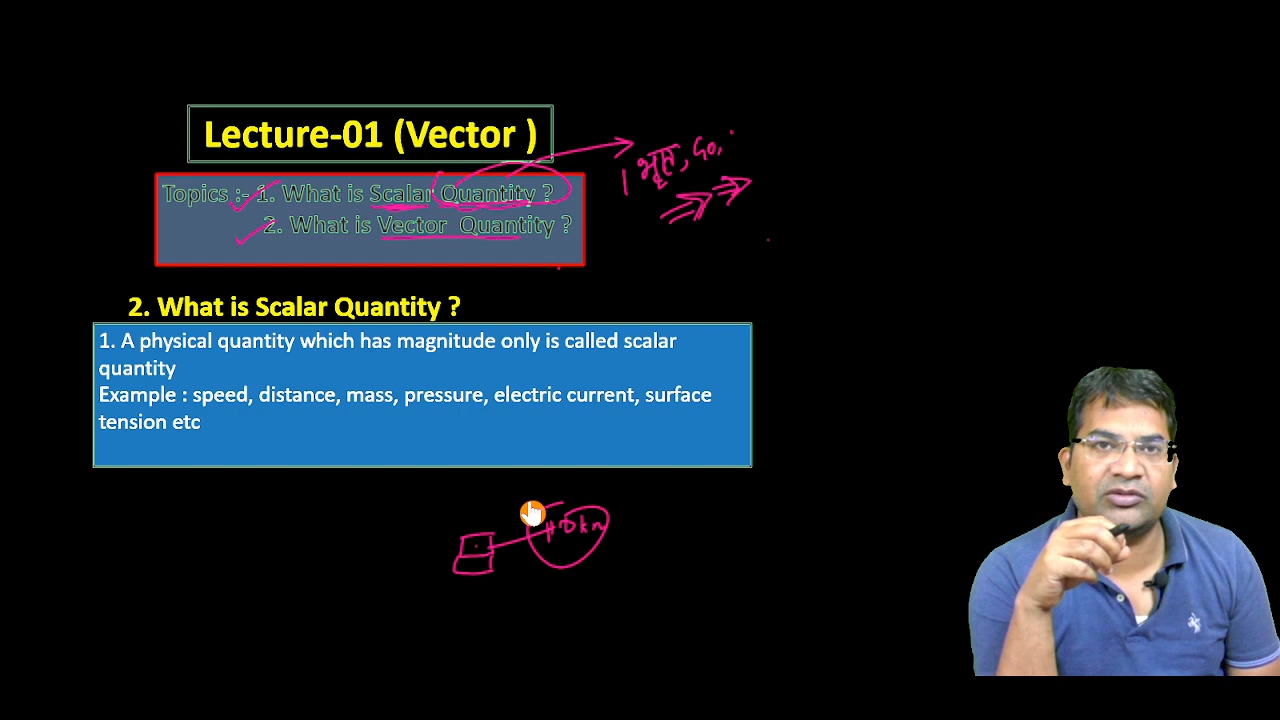 Lecture-01 (Vector )
Topics :- 1. What is Scalar Quantity ?
2. What is Vector Quantity ?
2. What is Scalar Quantity ?
1. A physical quantity which has magnitude only is called scalar
quantity
Example : speed, distance, mass, pressure, electric current, surface
tension etc